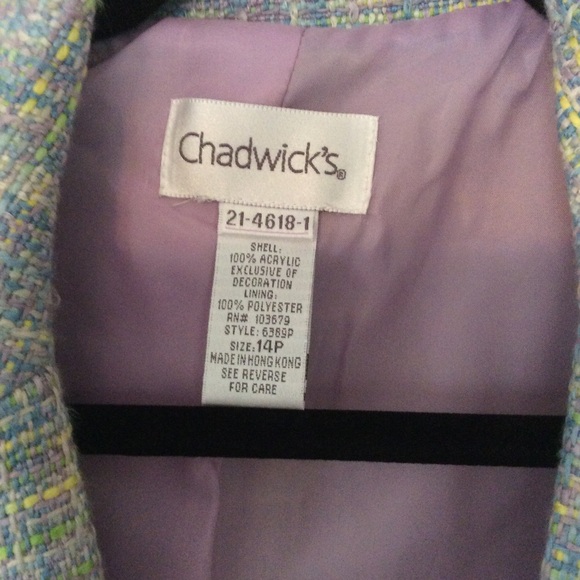 Chadwick's®
21-4618-1
SHELL:
100% ACRYLIC
EXCLUSIVE OF
DECORATION
LINING:
100% POLYESTER
RN# 103679
STYLE: 6369P
SIZE: 14P
MADE IN HONG KONG
SEE REVERSE
FOR CARE